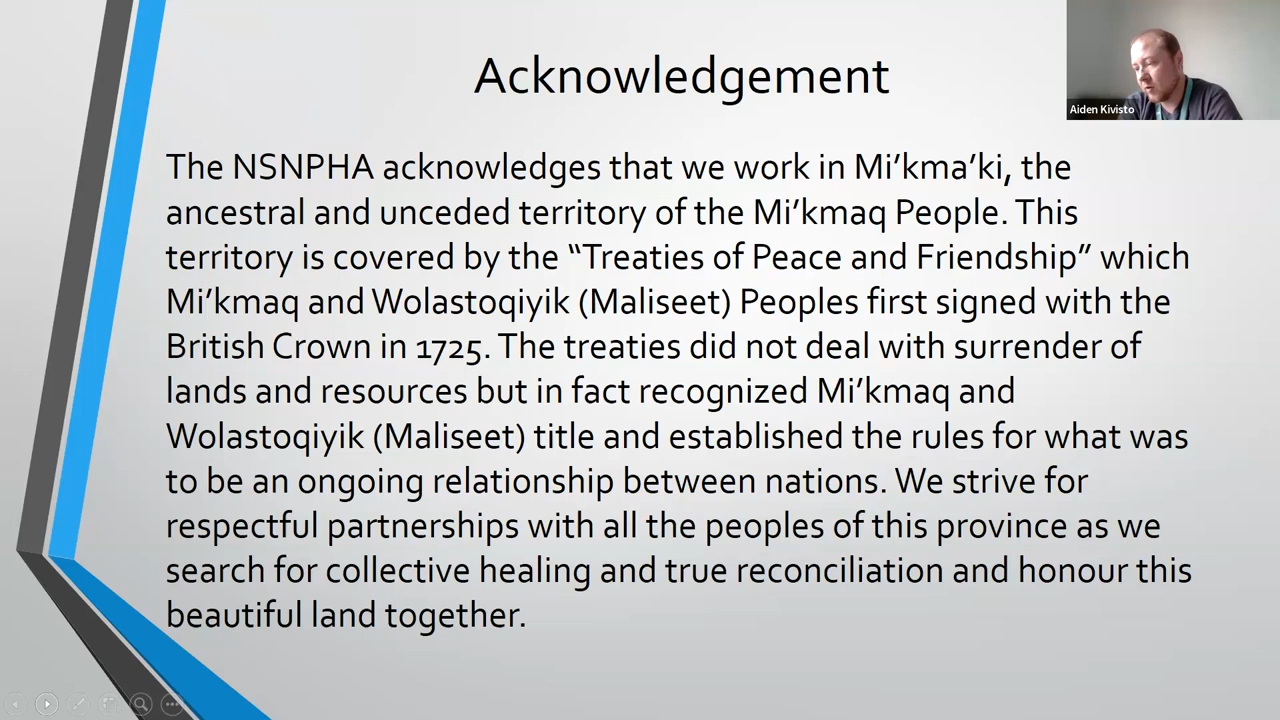 Acknowledgement
Aiden Kivisto
The NSNPHA acknowledges that we work in Mi’kma’ki, the
ancestral and unceded territory of the Mi’kmaq People. This
territory is covered by the “Treaties of Peace and Friendship” which
Mi’kmaq and Wolastoqiyik (Maliseet) Peoples first signed with the
British Crown in 1725. The treaties did not deal with surrender of
lands and resources but in fact recognized Mi’kmaq and
Wolastoqiyik (Maliseet) title and established the rules for what was
to be an ongoing relationship between nations. We strive for
respectful partnerships with all the peoples of this province as we
search for collective healing and true reconciliation and honour this
beautiful land together.